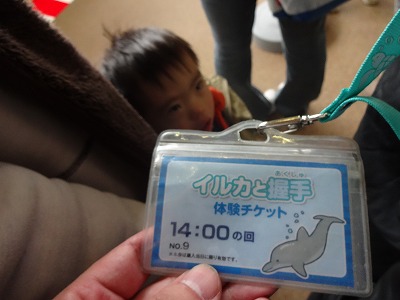 あくしゅ
イルカと握手
体験チケット
14:00の回
NO.9